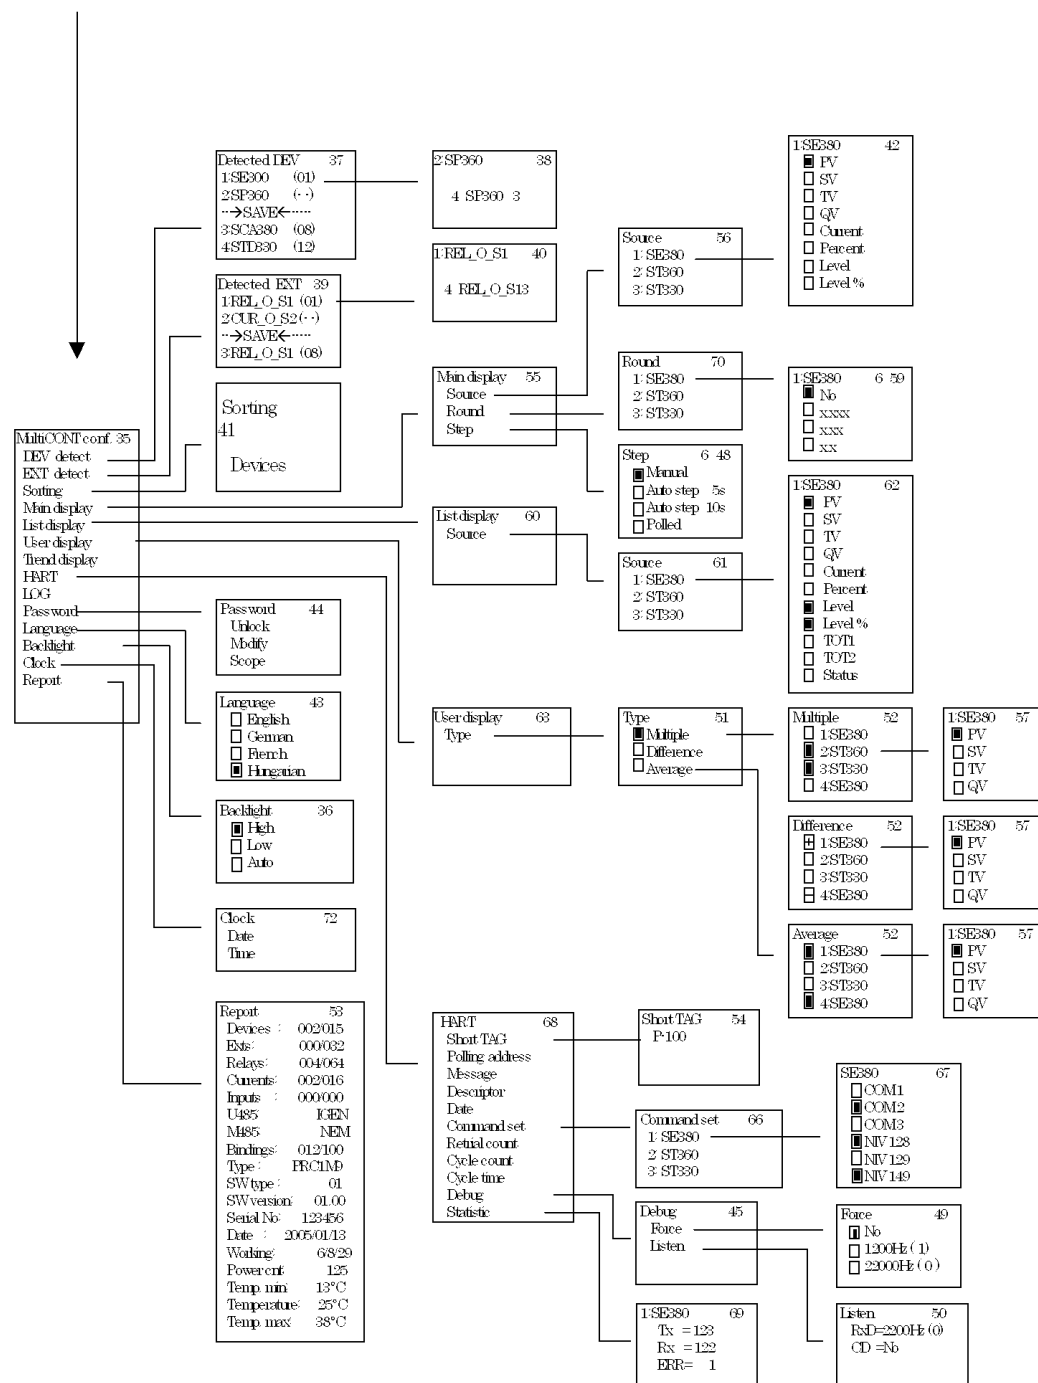 MultiCONT conf. 35
DEV detect
EXT detect
Sorting
Main display
List display
User display
Trend display
HART
LOG
Password
Language
Backlight
Clock
Report
Detected DEV 37
1:SE300 (01)
2:SP360 (--)
--→SAVE←-----
3:SCA380 (08)
4:STD330 (12)
2:SP360 38
4 SP360 3
Detected EXT 39
1:REL_O_S1 (01)
2:CUR_O_S2 (--)
--→SAVE←-----
3:REL_O_S1 (08)
1:REL_O_S1 40
4 REL_O_S13
Sorting
41
Devices
Main display 55
Source
Round
Step
Source 56
1: SE380
2: ST360
3: ST330
1:SE380 42
PV
SV
TV
QV
Current
Percent
Level
Level %
Round 70
1: SE380
2: ST360
3: ST330
1:SE380 6 59
No
xxxx
xxx
xx
Step 6 48
Manual
Auto step 5s
Auto step 10s
Polled
List display 60
Source
Source 61
1: SE380
2: ST360
3: ST330
1:SE380 62
PV
SV
TV
QV
Current
Percent
Level
Level %
TOT1
TOT2
Status
Password 44
Unlock
Modify
Scope
Language 43
English
German
French
Hungarian
Backlight 36
High
Low
Auto
Clock 72
Date
Time
User display 63
Type
Type 51
Multiple
Difference
Average
Multiple 52
1:SE380
2:ST360
3:ST330
4:SE380
1:SE380 57
PV
SV
TV
QV
Difference 52
+ 1:SE380
2:ST360
3:ST330
- 4:SE380
1:SE380 57
PV
SV
TV
QV
Average 52
1:SE380
2:ST360
3:ST330
4:SE380
1:SE380 57
PV
SV
TV
QV
Report 53
Devices : 002/015
Exts: 000/032
Relays: 004/064
Currents: 002/016
Inputs : 000/000
U485: IGEN
M485: NEM
Bindings: 012/100
Type : PRC1M9
SW type : 01
SW version: 01.00
Serial No: 123456
Date : 2005/01/13
Working: 6/8/29
Power cnt: 125
Temp. min: 13°C
Temperature: 25°C
Temp. max: 38°C
HART 68
Short TAG
Polling address
Message
Descriptor
Date
Command set
Retrial count
Cycle count
Cycle time
Debug
Statistic
Short TAG 54
P-100
Command set 66
1: SE380
2: ST360
3: ST330
SE380 67
COM1
COM2
COM3
NIV128
NIV129
NIV149
Debug 45
Force
Listen
Force 49
No
1200Hz ( 1 )
22000Hz ( 0 )
1:SE380 69
Tx =123
Rx =122
ERR= 1
Listen 50
RxD=2200Hz (0)
CD =No